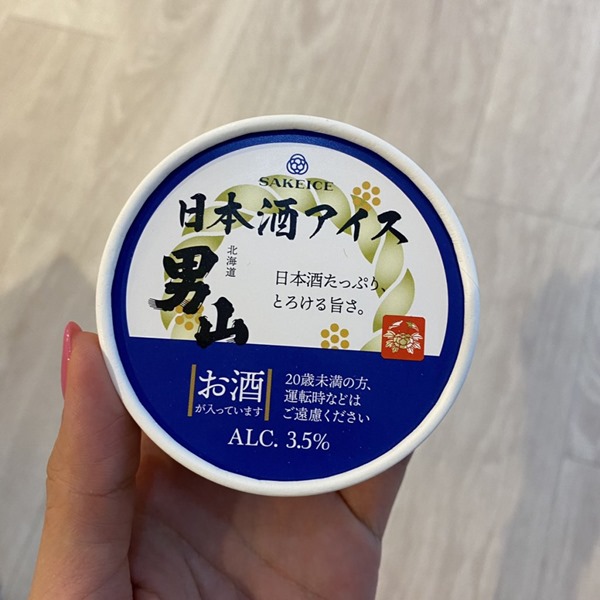 SAKEICE
日本酒アイス
北海道
男山
日本酒たっぷり、
とろける旨さ。
お酒
が入っています
20歳未満の方、
運転時などは
ご遠慮ください
ALC. 3.5%